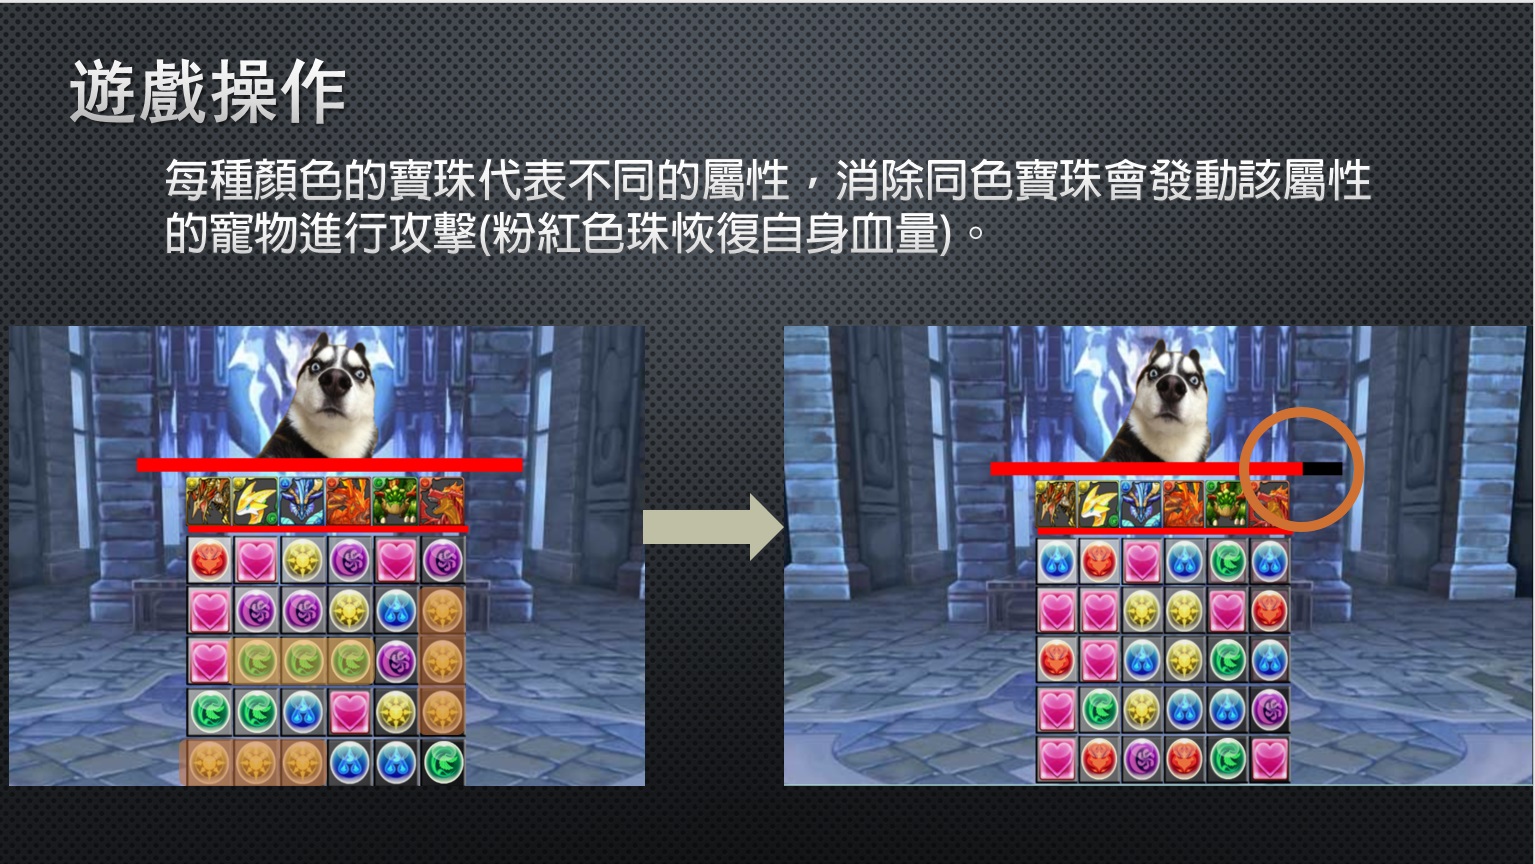 遊戲操作
每種顏色的寶珠代表不同的屬性，消除同色寶珠會發動該屬性
的寵物進行攻擊(粉紅色珠恢復自身血量)。